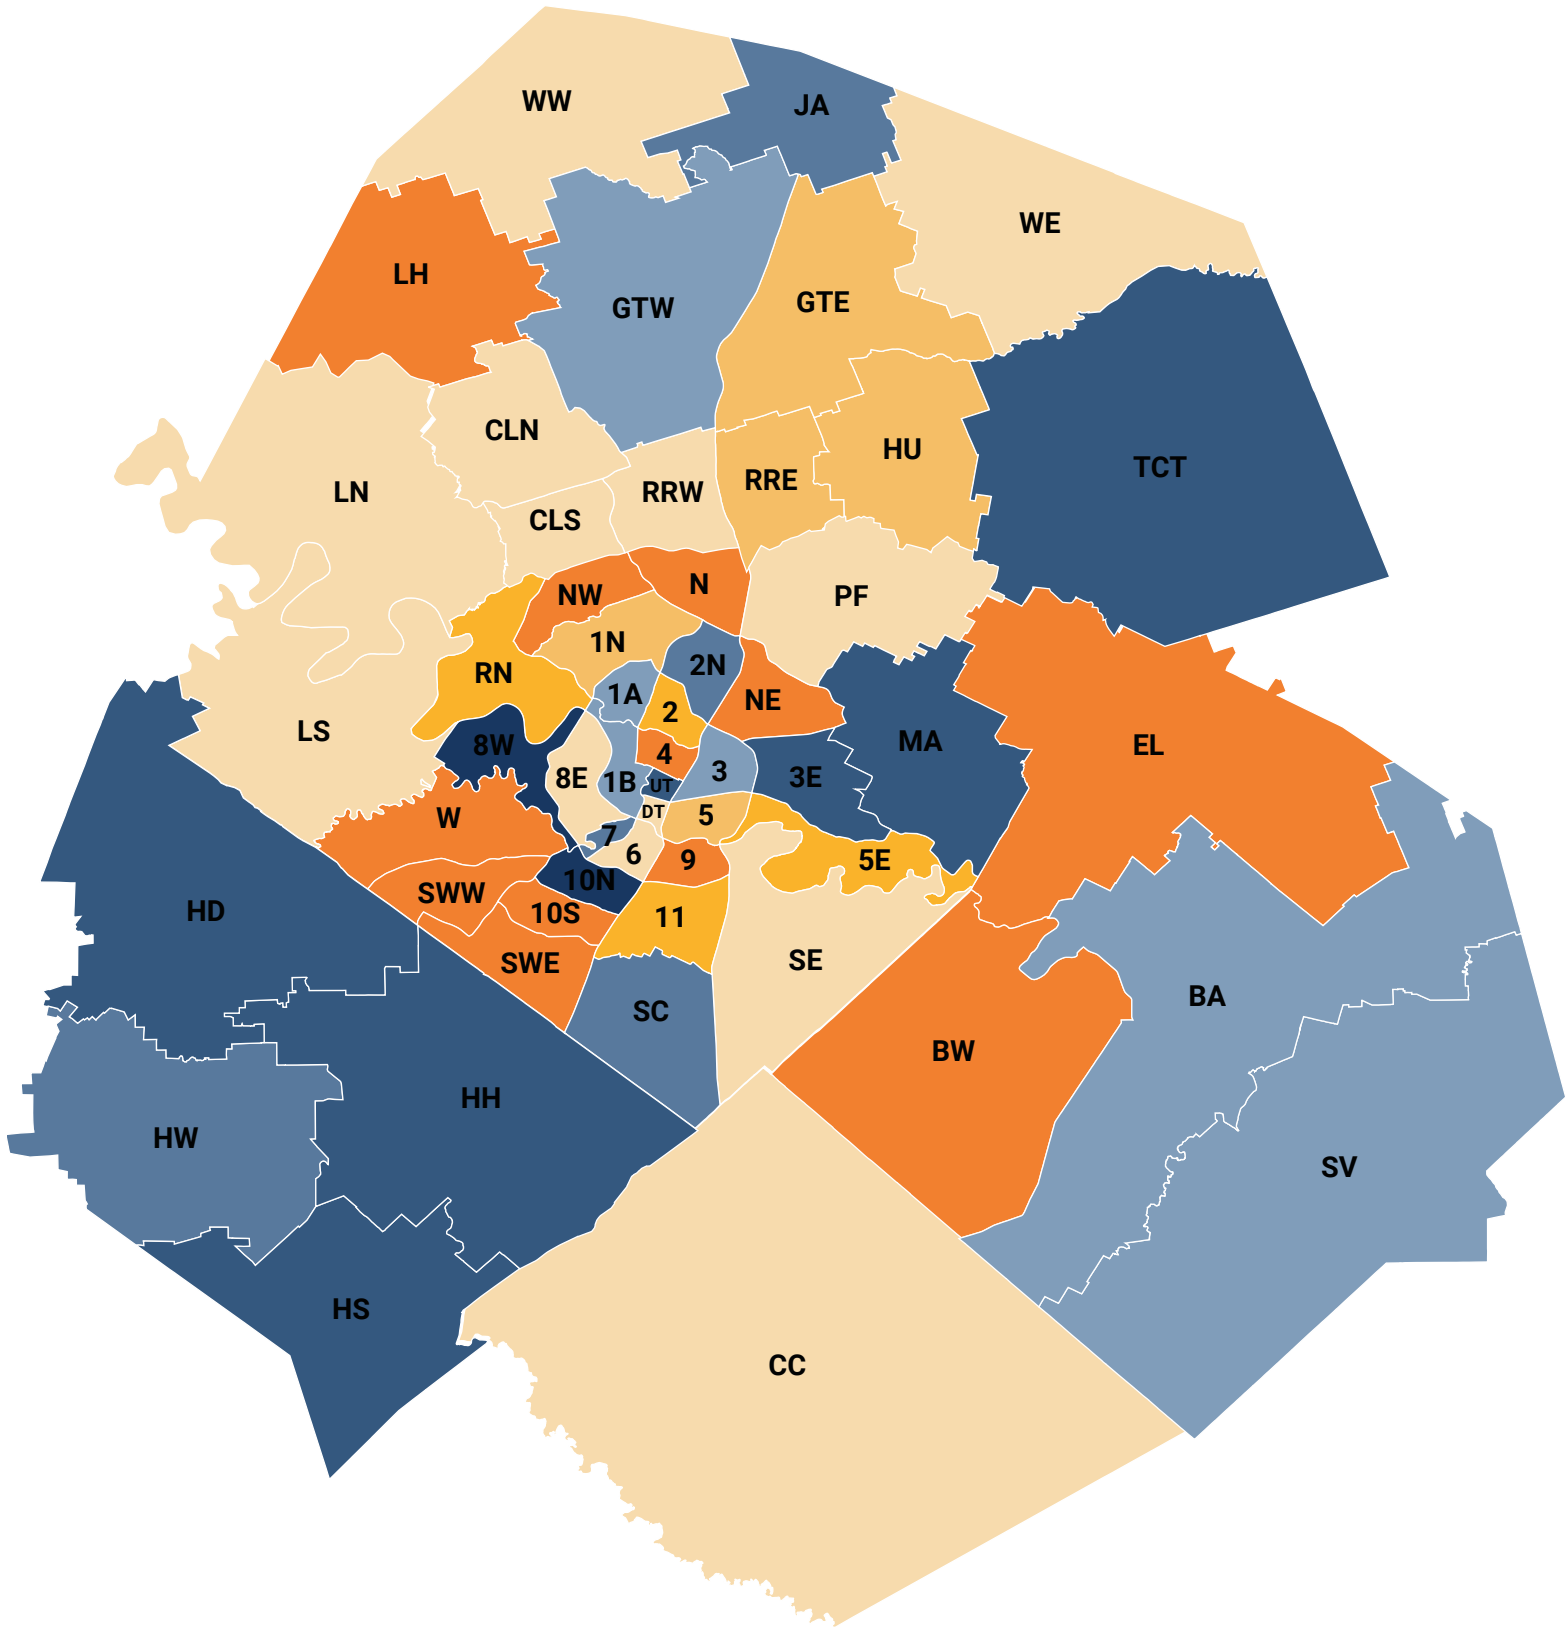 WW
JA
WE
LH
GTW
GTE
CLN
HU
TCT
LN
RRW
RRE
CLS
N
NW
PF
1N
2N
RN
1A
NE
2
LS
8W
MA
EL
4
3
8E
1B
UT
3E
DT
W
5
7
6
9
5E
10N
SWW
HD
10S
11
SWE
SE
BA
SC
BW
HH
HW
SV
HS
CC